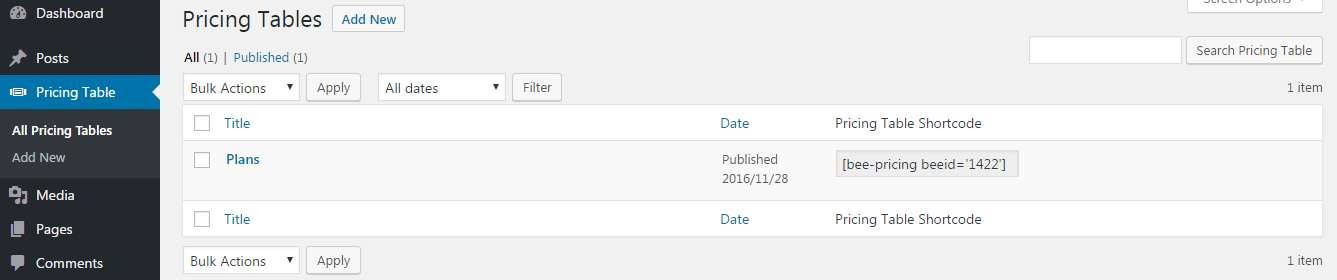 Dashboard
Posts
Pricing Table
All Pricing Tables
Add New
Media
Pages
Comments
Pricing Tables Add New
Screen Options
All (1) | Published (1)
Search Pricing Table
Bulk Actions Apply All dates Filter 1 item
Title Date Pricing Table Shortcode
Plans Published [bee-pricing beeid='1422']
2016/11/28
Title Date Pricing Table Shortcode
Bulk Actions Apply 1 item